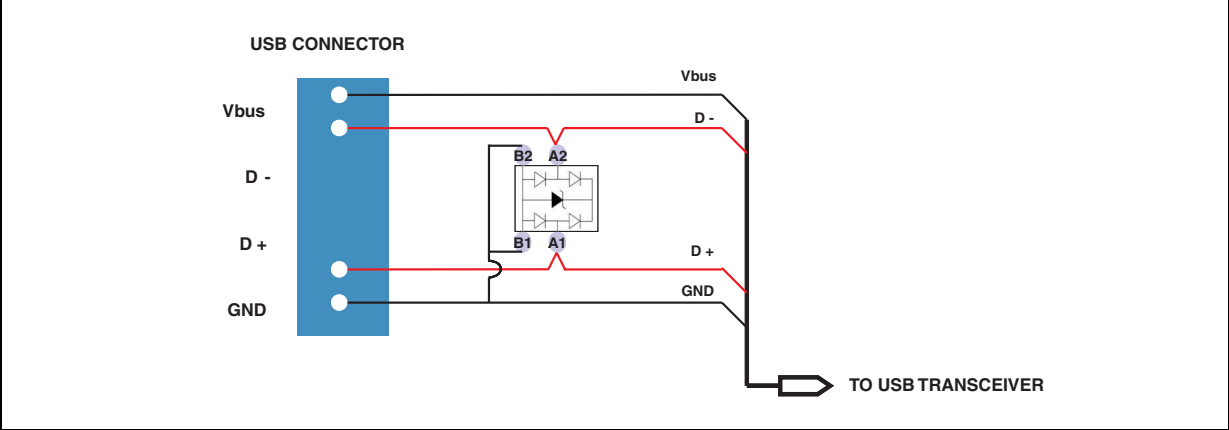 USB CONNECTOR
Vbus
Vbus
D -
B2 A2
D -
B1 A1
D +
D +
GND
GND
TO USB TRANSCEIVER